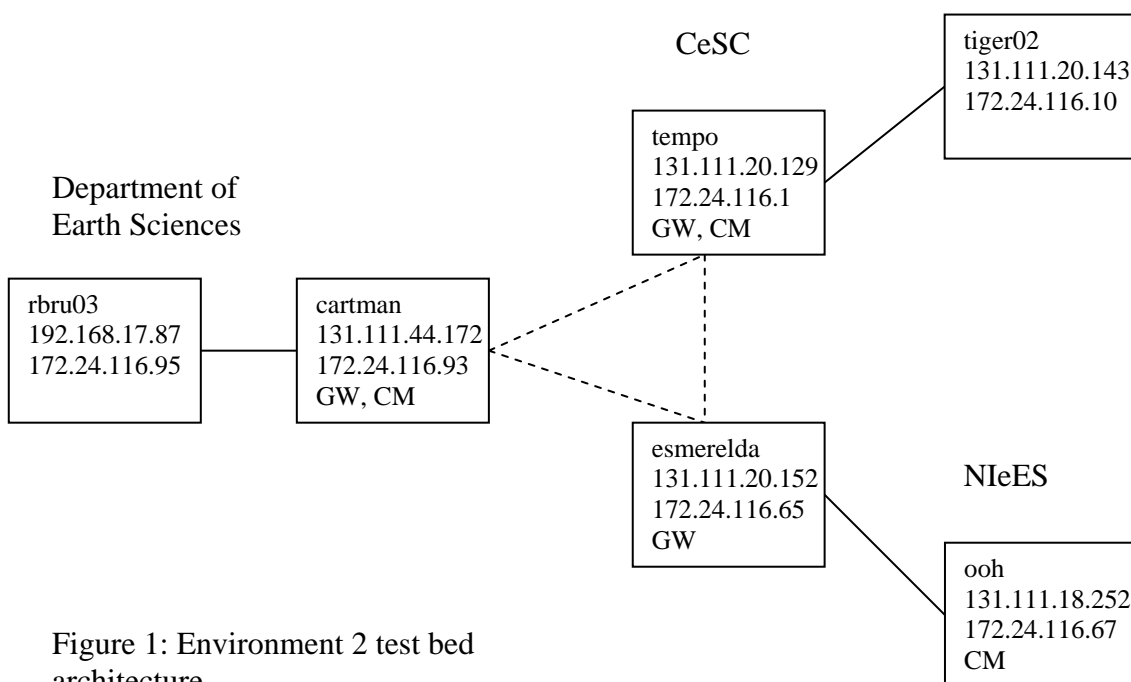 CeSC
tiger02
131.111.20.143
172.24.116.10
tempo
131.111.20.129
172.24.116.1
GW, CM
Department of
Earth Sciences
rbru03
192.168.17.87
172.24.116.95
cartman
131.111.44.172
172.24.116.93
GW, CM
esmerelda
131.111.20.152
172.24.116.65
GW
NIeES
ooh
131.111.18.252
172.24.116.67
CM
Figure 1: Environment 2 test bed
architecture